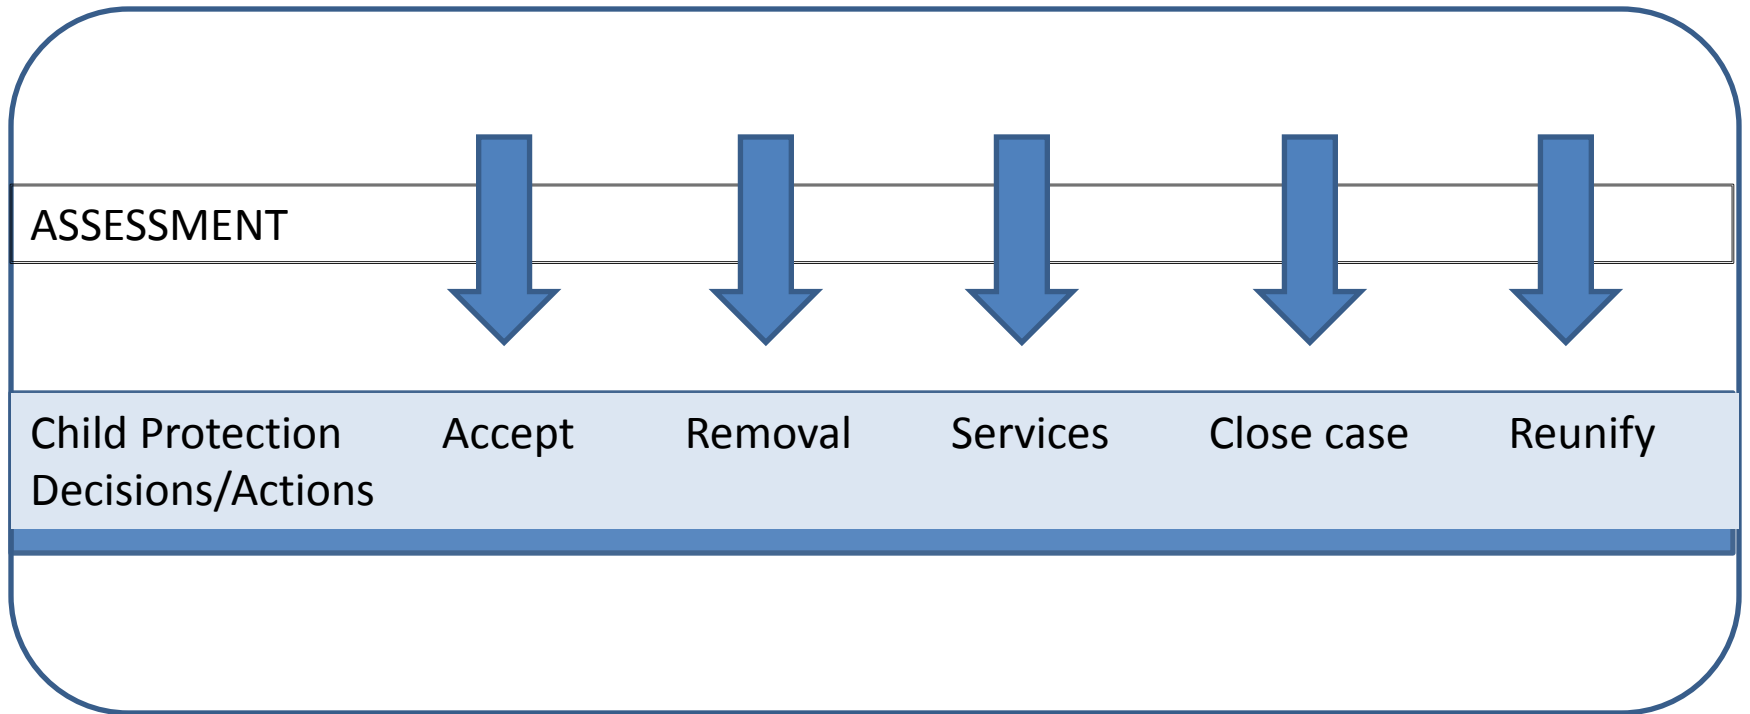 ASSESSMENT
Child Protection Accept Removal Services Close case Reunify
Decisions/Actions